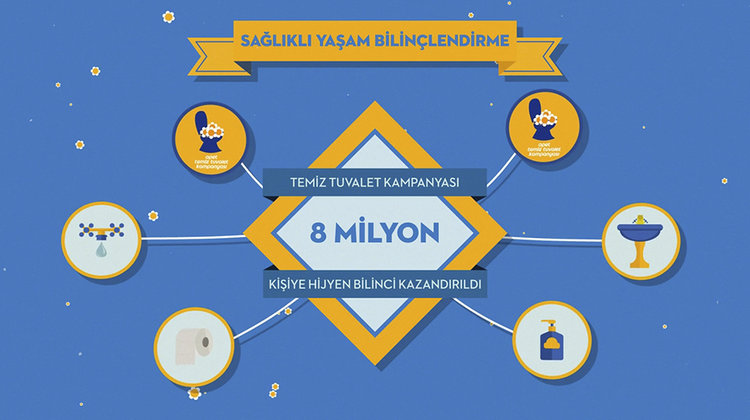 SAĞLIKLI YAŞAM BİLİNÇLENDİRME
opet
temiz tuvalet
kampanyası
opet
temiz tuvalet
kampanyası
TEMİZ TUVALET KAMPANYASI
8 MİLYON
KİŞİYE HİJYEN BİLİNCİ KAZANDIRILDI